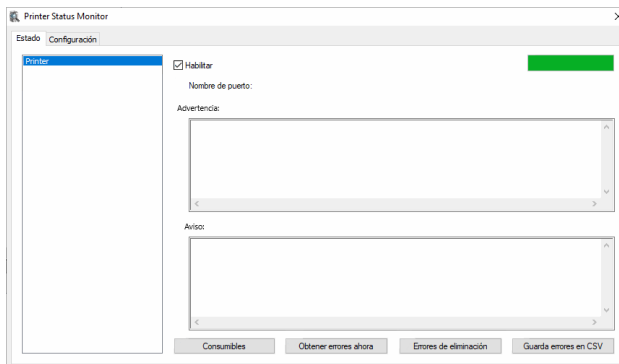 Printer Status Monitor
Estado
Configuración
Printer
Habilitar
Nombre de puerto:
Advertencia:
Aviso:
Consumibles
Obtener errores ahora
Errores de eliminación
Guarda errores en CSV